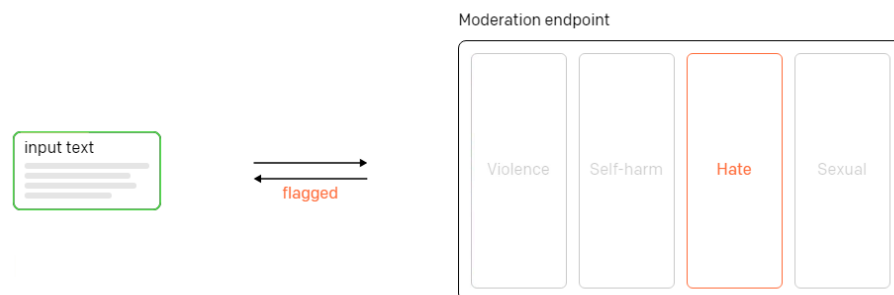 Moderation endpoint
input text
flagged
Violence
Self-harm
Hate
Sexual